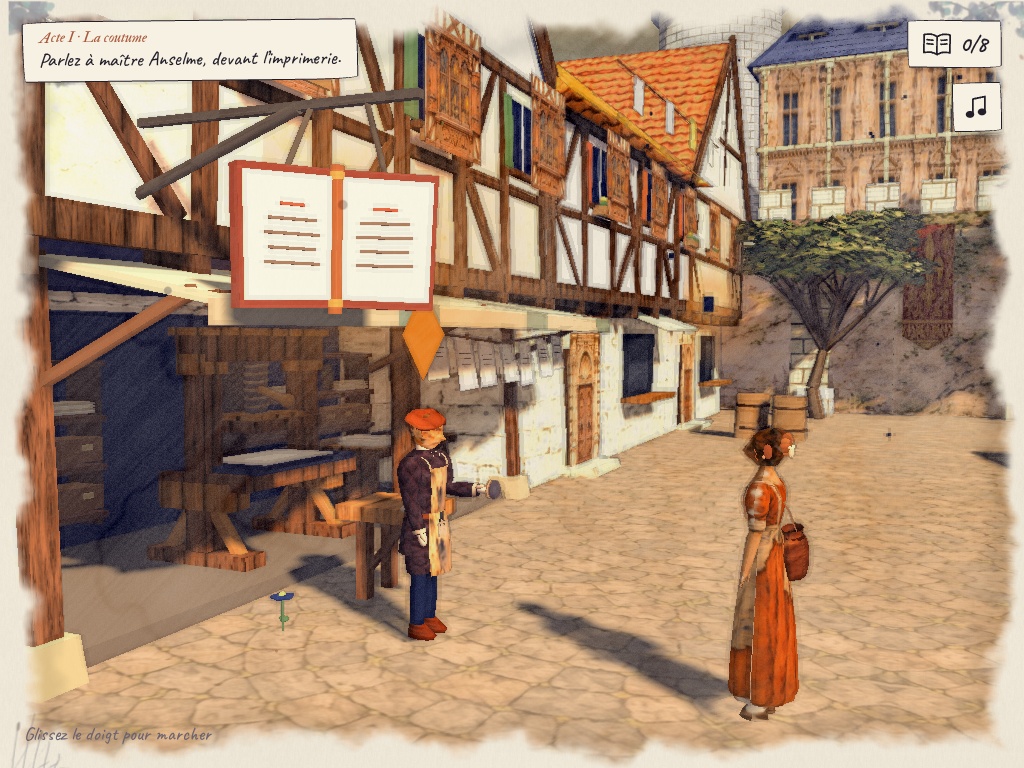 Acte I · La coutume
Parlez à maître Anselme, devant l'imprimerie.
0/8
Glissez le doigt pour marcher